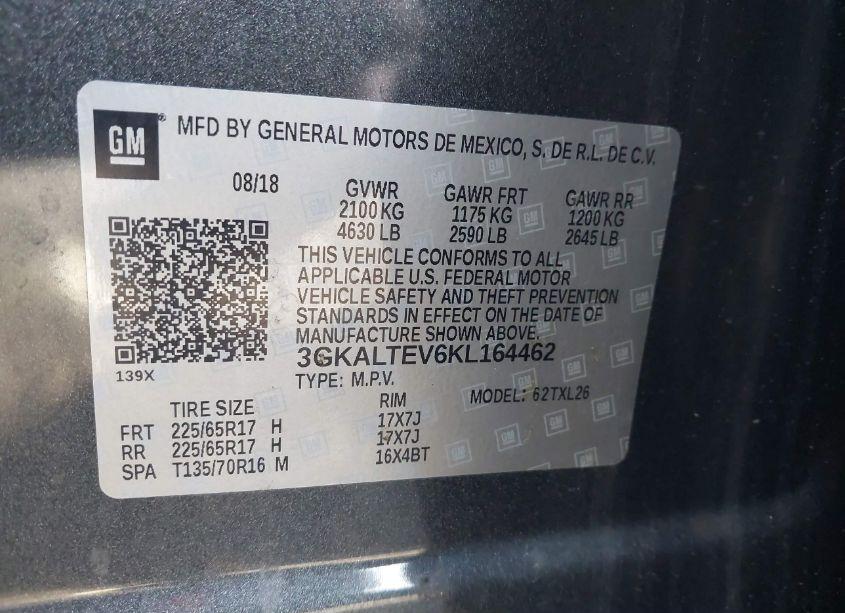 GM
MFD BY GENERAL MOTORS DE MEXICO, S. DE R.L. DE C.V.
08/18 GVWR GAWR FRT GAWR RR
2100 KG 1175 KG 1200 KG
4630 LB 2590 LB 2645 LB
THIS VEHICLE CONFORMS TO ALL
APPLICABLE U.S. FEDERAL MOTOR
VEHICLE SAFETY AND THEFT PREVENTION
STANDARDS IN EFFECT ON THE DATE OF
MANUFACTURE SHOWN ABOVE.
3GKALTEV6KL164462
139X
TYPE: M.P.V. MODEL: 62TXL26
TIRE SIZE RIM
FRT 225/65R17 H 17X7J
RR 225/65R17 H 17X7J
SPA T135/70R16 M 16X4BT